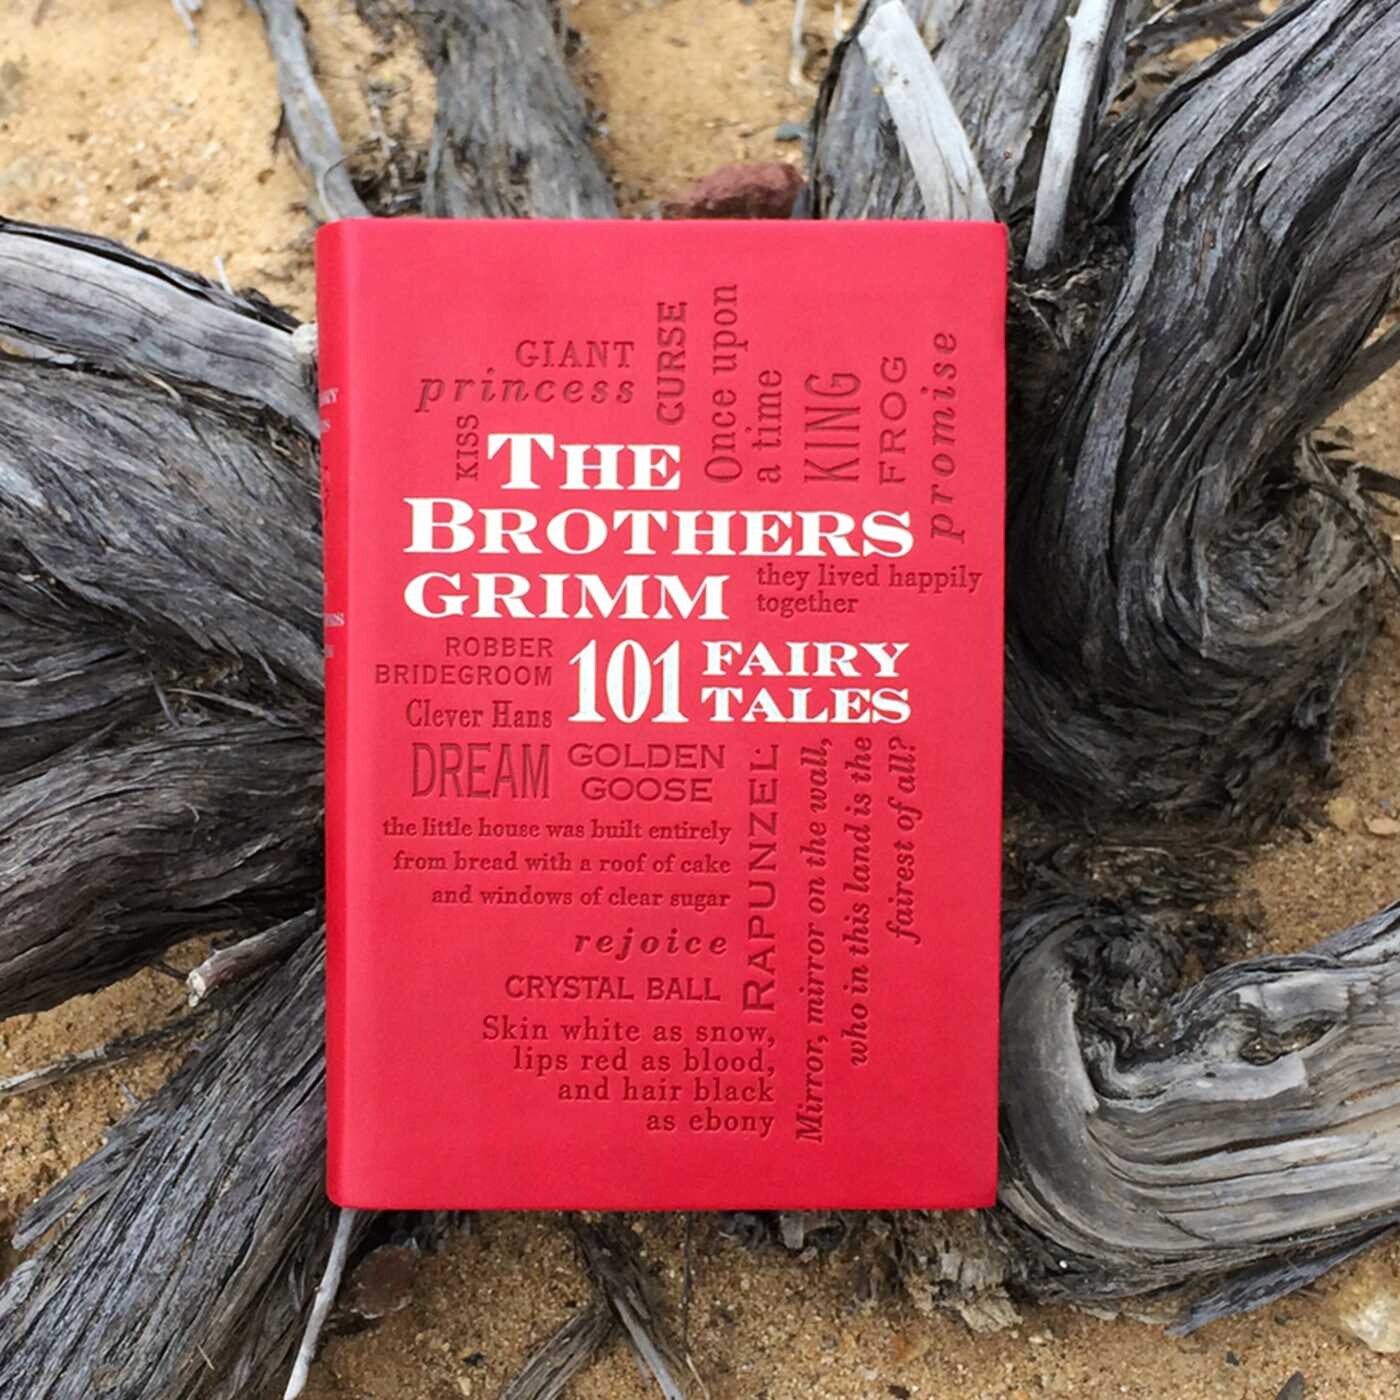 GIANT
princess
KISS
CURSE
Once upon
a time
KING
FROG
promise
THE
BROTHERS
GRIMM
they lived happily
together
ROBBER
BRIDEGROOM
101 FAIRY
TALES
Clever Hans
DREAM
GOLDEN
GOOSE
the little house was built entirely
from bread with a roof of cake
and windows of clear sugar
rejoice
CRYSTAL BALL
Skin white as snow,
lips red as blood,
and hair black
as ebony
RAPUNZEL
Mirror, mirror on the wall,
who in this land is the
fairest of all?